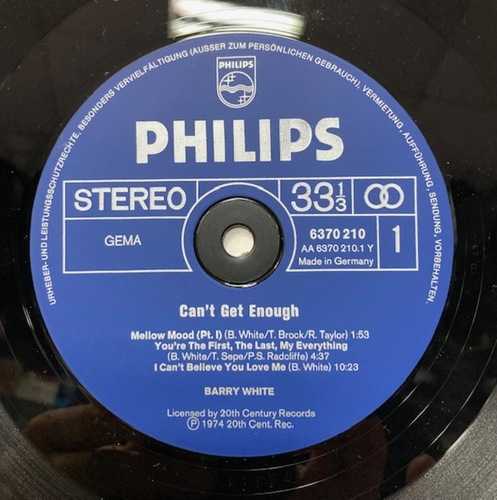 URHEBER- UND LEISTUNGSSCHUTZRECHTE, BESONDERS VERVIELFÄLTIGUNG (AUSSER ZUM PERSÖNLICHEN GEBRAUCH), VERMIETUNG, AUFFÜHRUNG, SENDUNG, VORBEHALTEN.
PHILIPS
PHILIPS
STEREO 33 1/3
GEMA 6370 210 1
AA 6370 210.1 Y
Made in Germany
Can't Get Enough
Mellow Mood (Pt. I) (B. White/T. Brock/R. Taylor) 1:53
You're The First, The Last, My Everything
(B. White/T. Sepe/P.S. Radcliffe) 4:37
I Can't Believe You Love Me (B. White) 10:23
BARRY WHITE
Licensed by 20th Century Records
Ⓟ 1974 20th Cent. Rec.